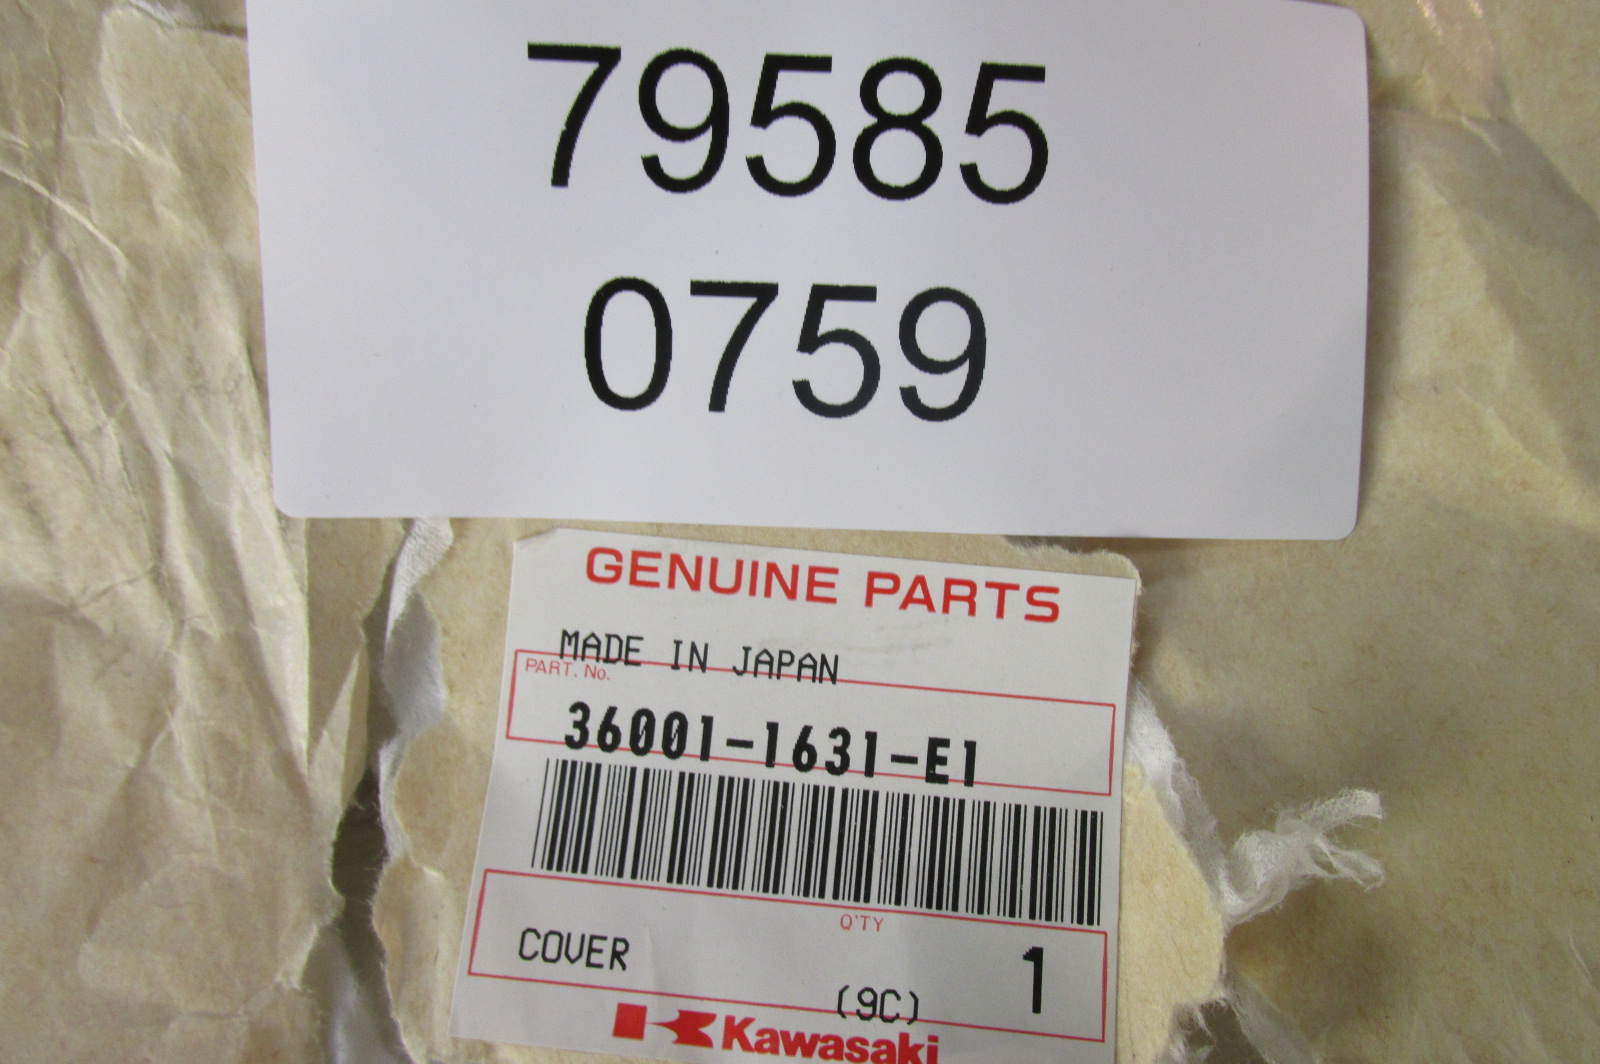 79585
0759
GENUINE PARTS
MADE IN JAPAN
PART. No.
36001-1631-E1
Q'TY
COVER 1
(9C)
Kawasaki